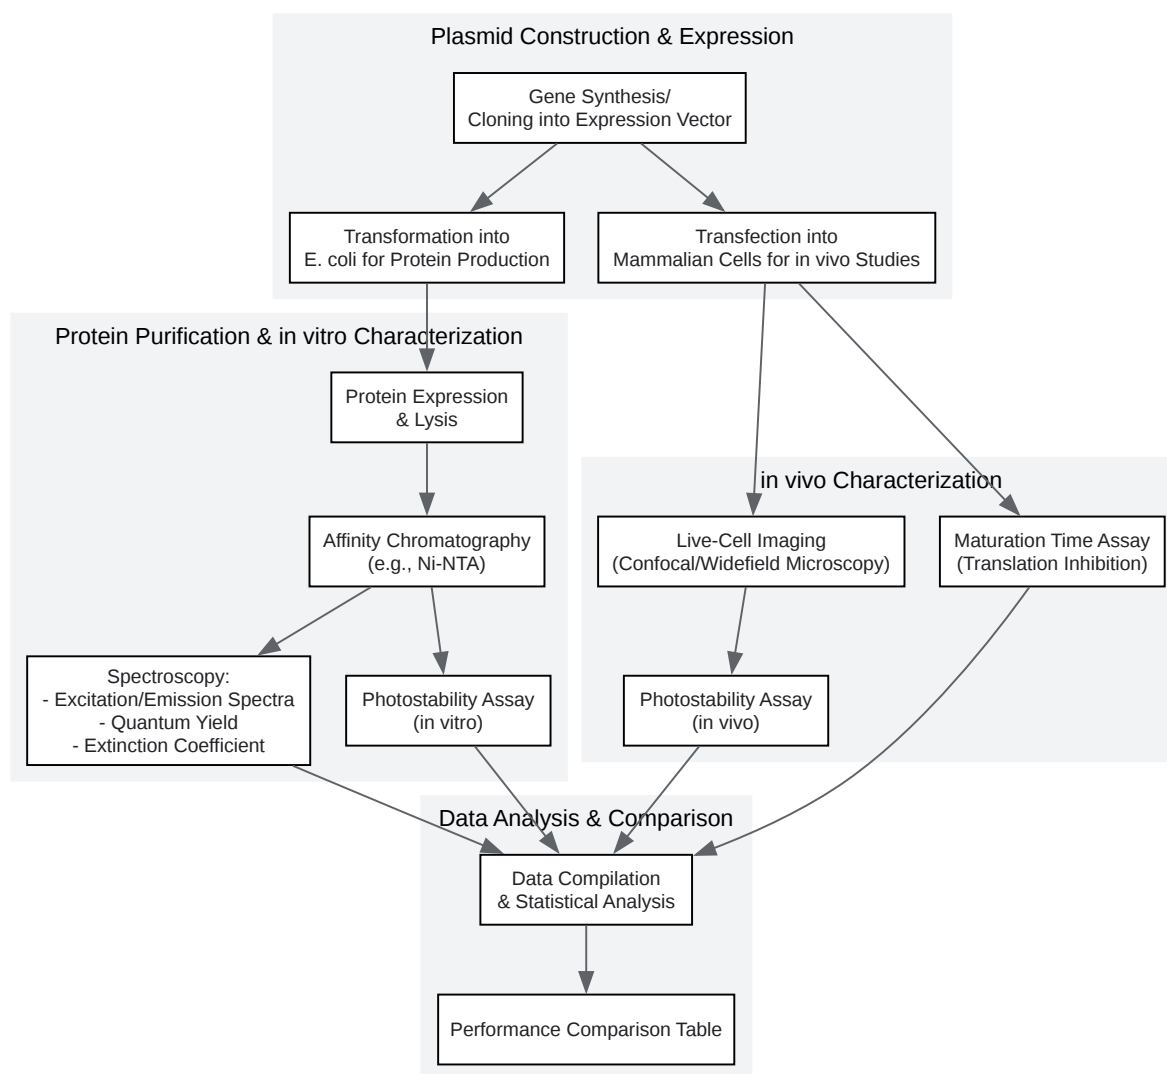 Plasmid Construction & Expression
Gene Synthesis/
Cloning into Expression Vector
Transformation into
E. coli for Protein Production
Transfection into
Mammalian Cells for in vivo Studies
Protein Purification & in vitro Characterization
Protein Expression
& Lysis
Affinity Chromatography
(e.g., Ni-NTA)
Spectroscopy:
- Excitation/Emission Spectra
- Quantum Yield
- Extinction Coefficient
Photostability Assay
(in vitro)
in vivo Characterization
Live-Cell Imaging
(Confocal/Widefield Microscopy)
Maturation Time Assay
(Translation Inhibition)
Photostability Assay
(in vivo)
Data Analysis & Comparison
Data Compilation
& Statistical Analysis
Performance Comparison Table